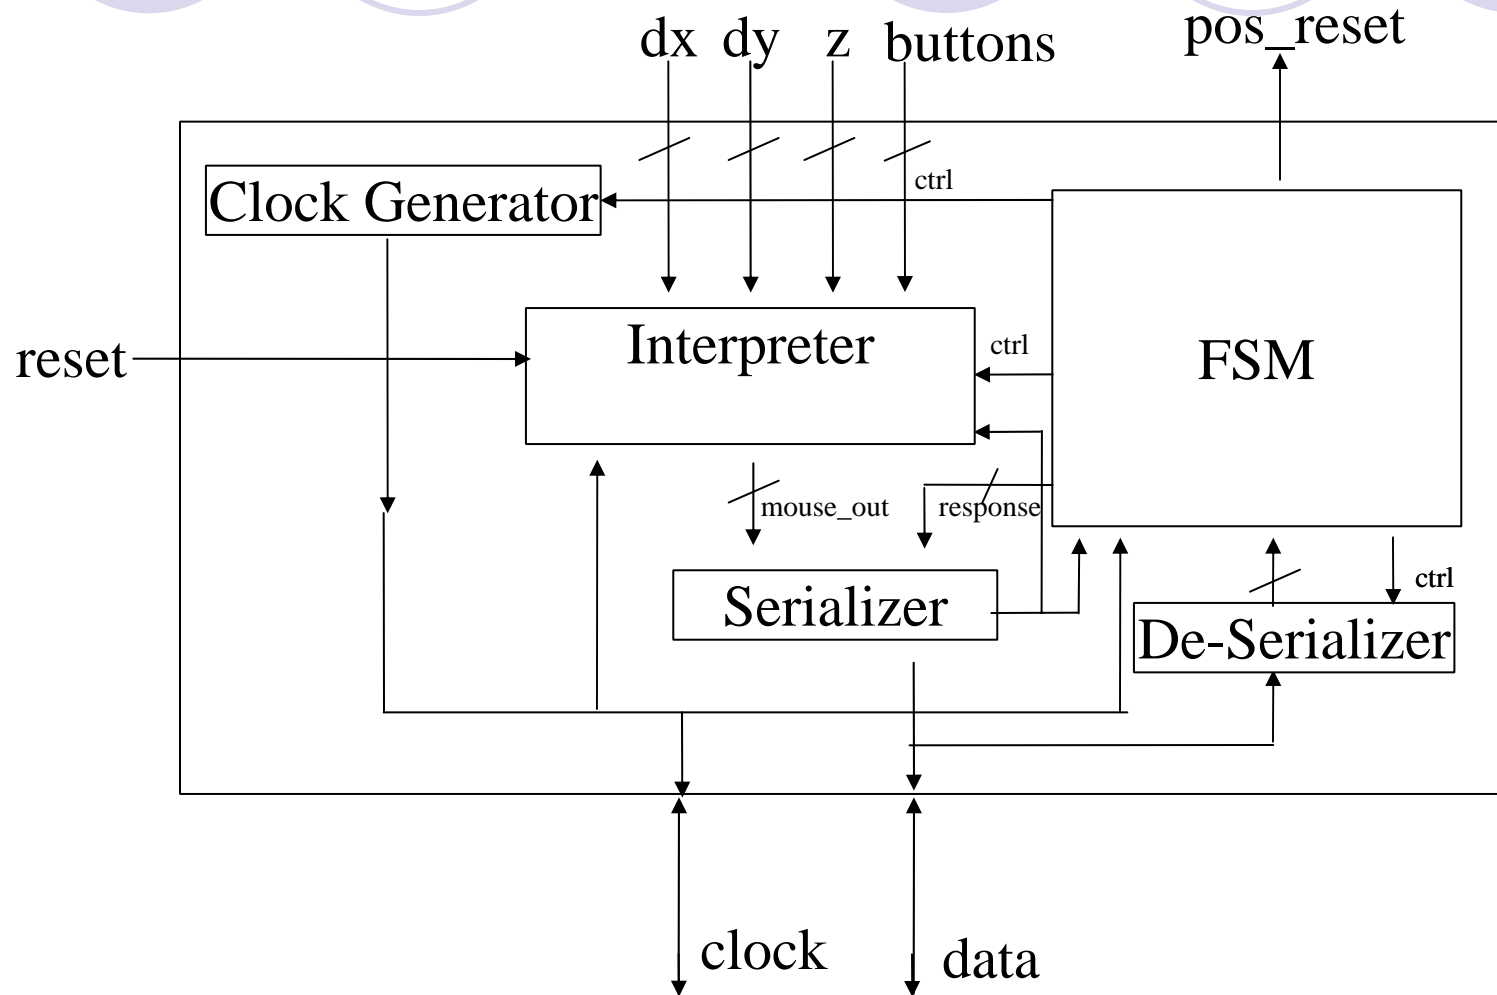 dx dy z buttons pos_reset
ctrl
Clock Generator
reset
Interpreter
ctrl
FSM
mouse_out
response
ctrl
Serializer
De-Serializer
clock
data